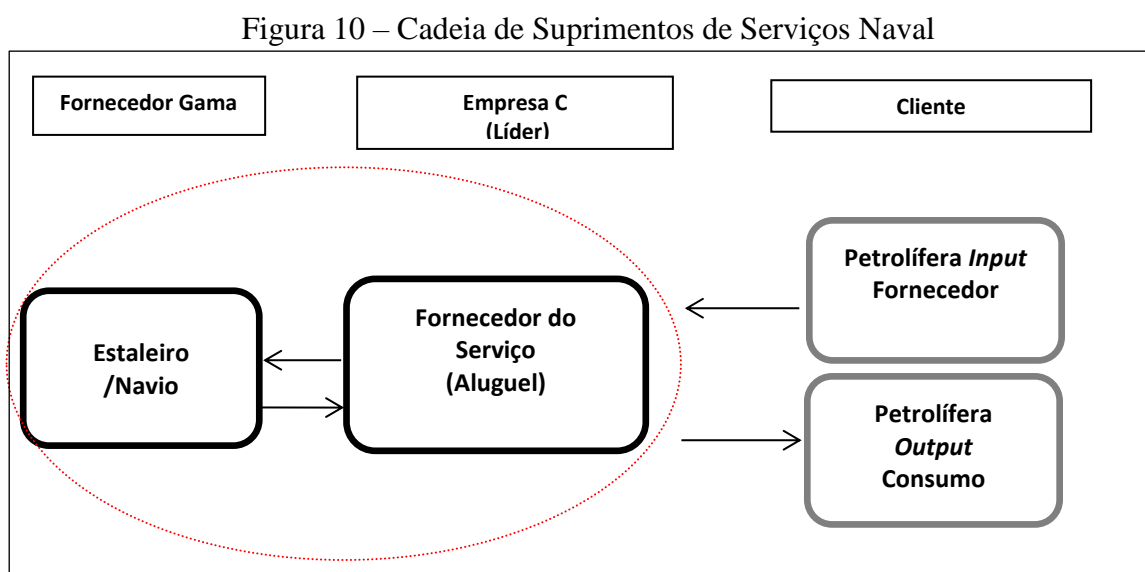 Figura 10 – Cadeia de Suprimentos de Serviços Naval
Fornecedor Gama
Empresa C
(Líder)
Cliente
Estaleiro
/Navio
Fornecedor do
Serviço
(Aluguel)
Petrolífera Input
Fornecedor
Petrolífera
Output
Consumo